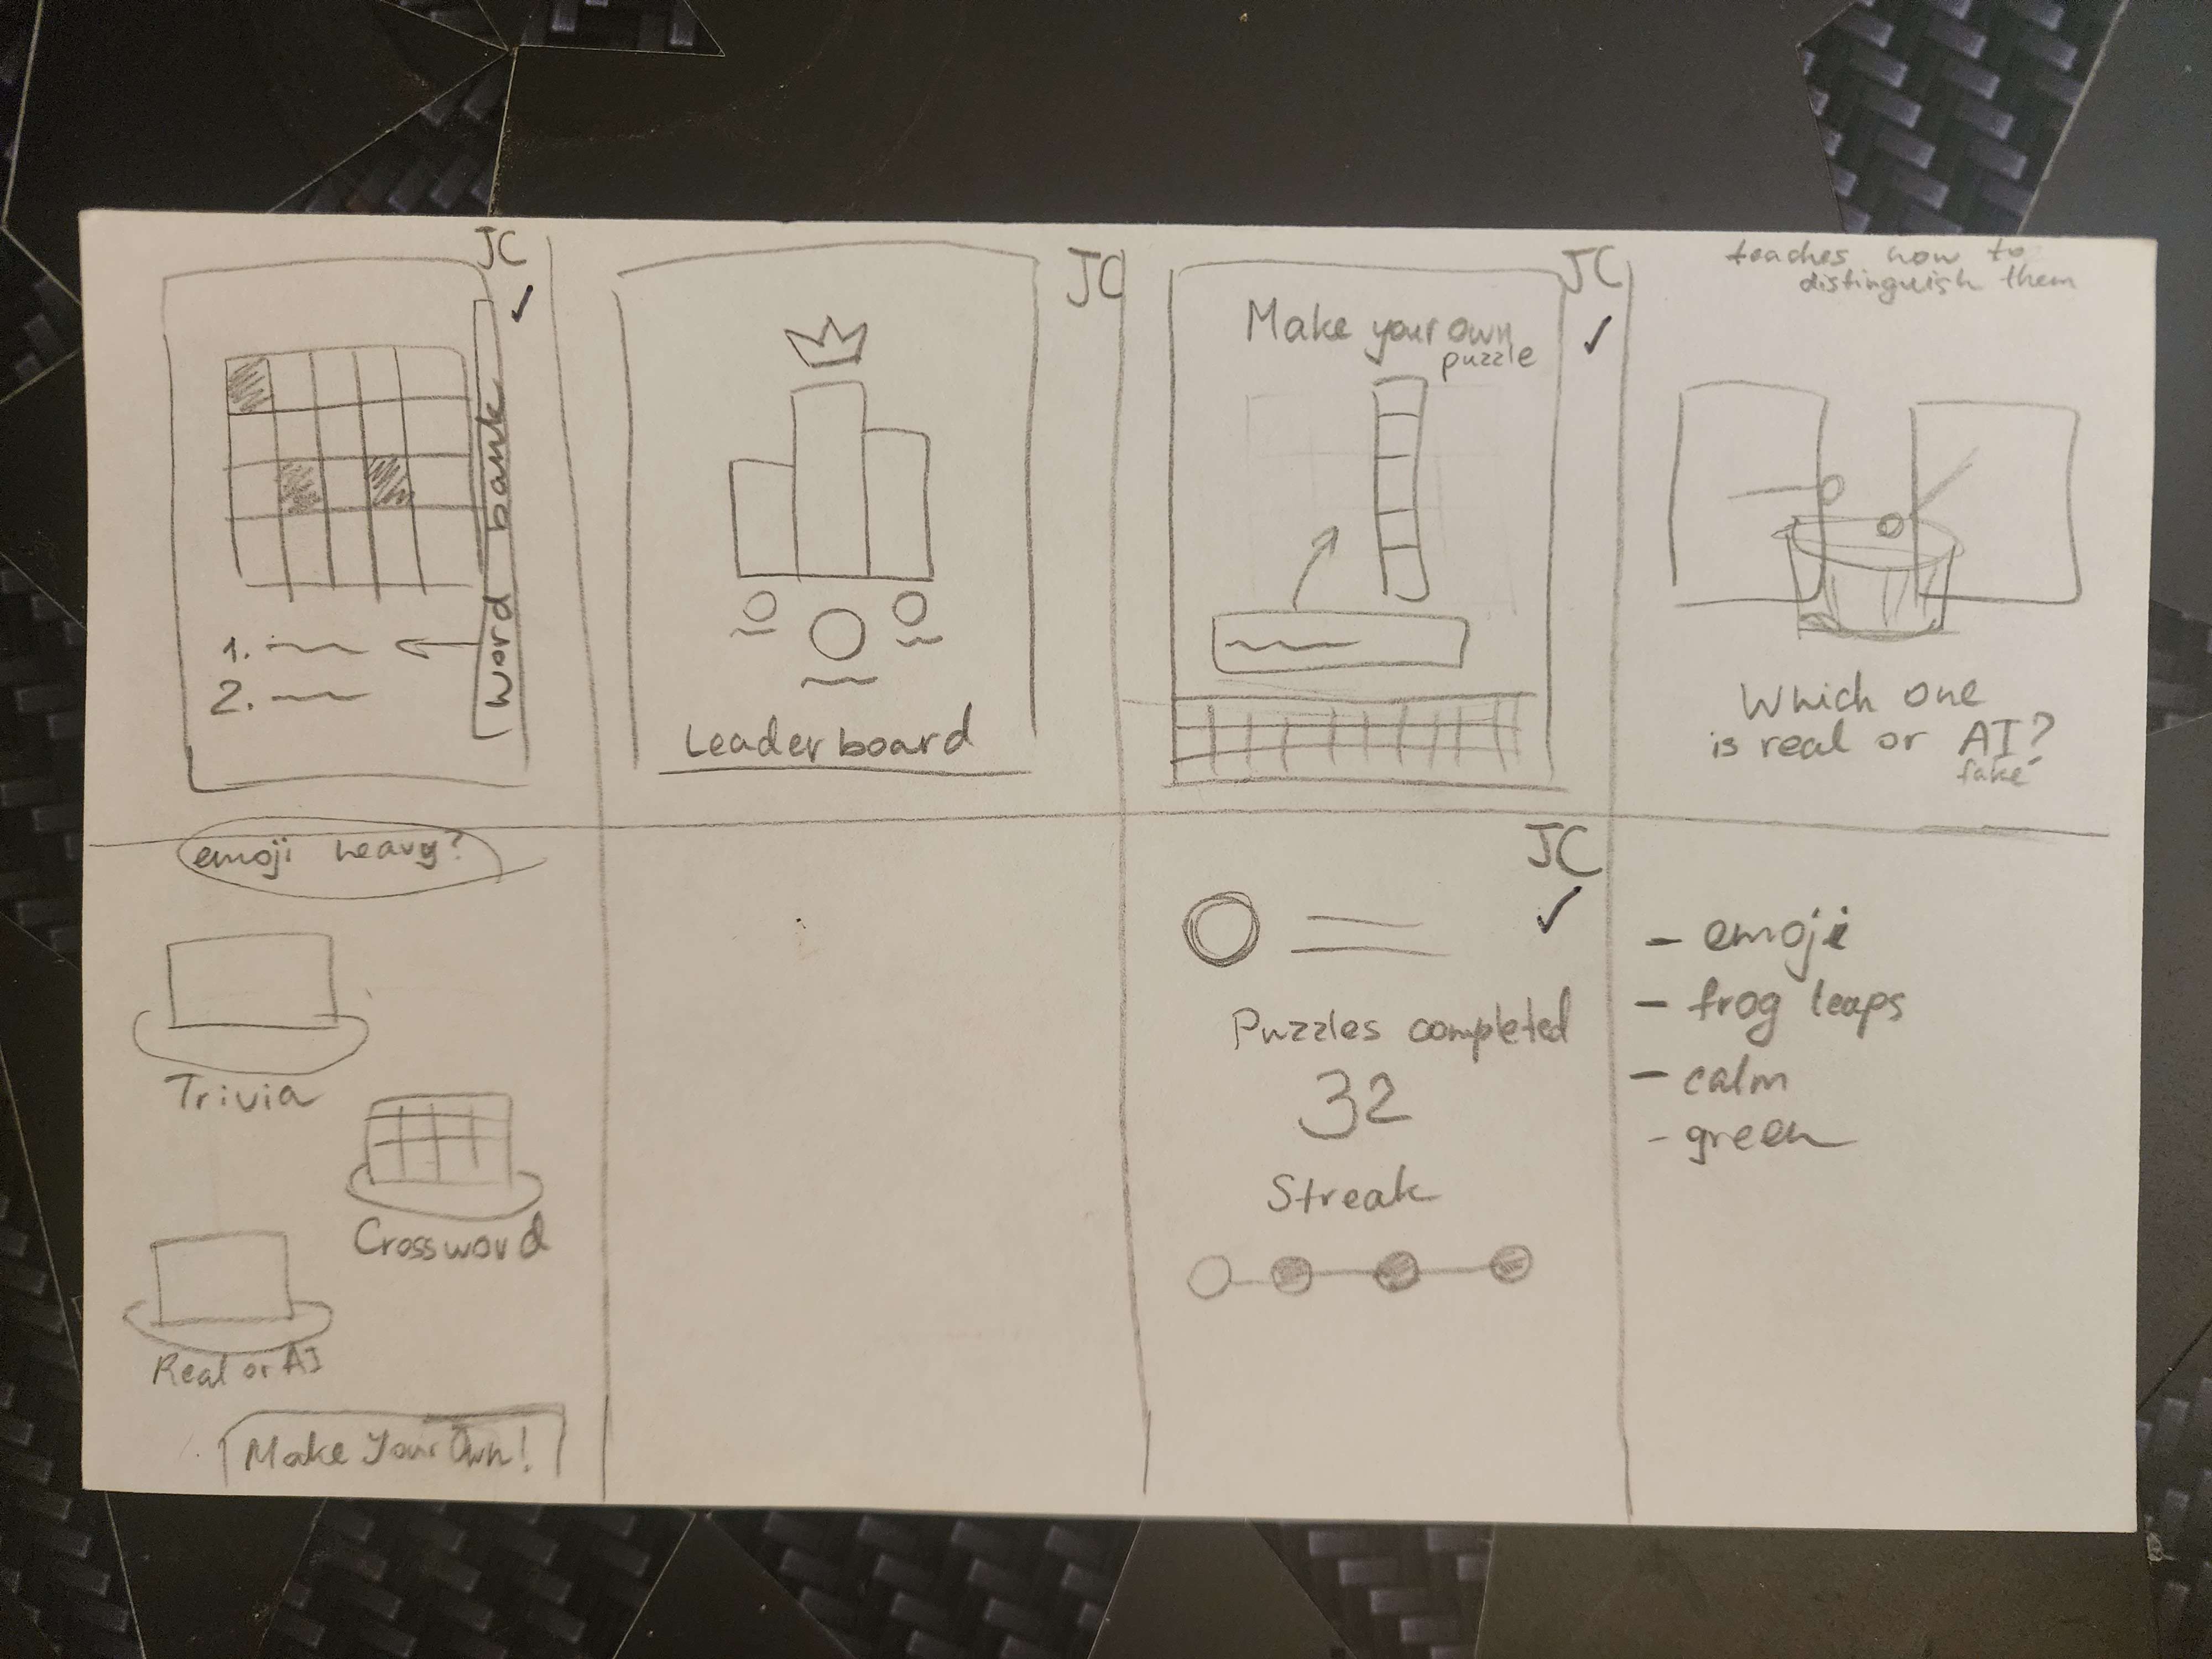 JC
word bank
1.
2.
JC
Leaderboard
JC
Make your own
puzzle
teaches how to
distinguish them
Which one
is real or AI?
fake
emoji heavy?
Trivia
Crossword
Real or AI
Make Your Own!
JC
Puzzles completed
32
Streak
- emoji
- frog leaps
- calm
- green